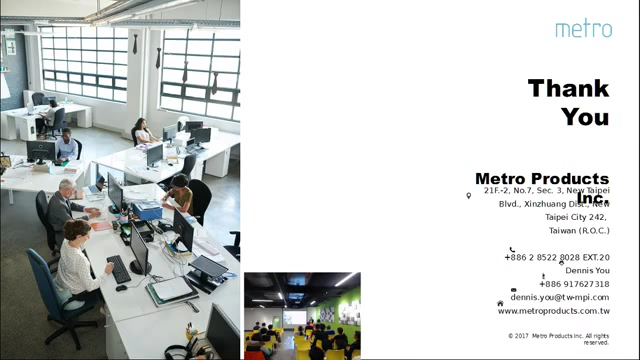 metro
Thank
You
Metro Products
Inc.
21F.-2, No.7, Sec. 3, New Taipei
Blvd., Xinzhuang Dist., New
Taipei City 242,
Taiwan (R.O.C.)
+886 2 8522 8028 EXT.20
Dennis You
+886 917627318
dennis.you@tw-mpi.com
www.metroproducts.com.tw
© 2017 Metro Products Inc. All rights
reserved.